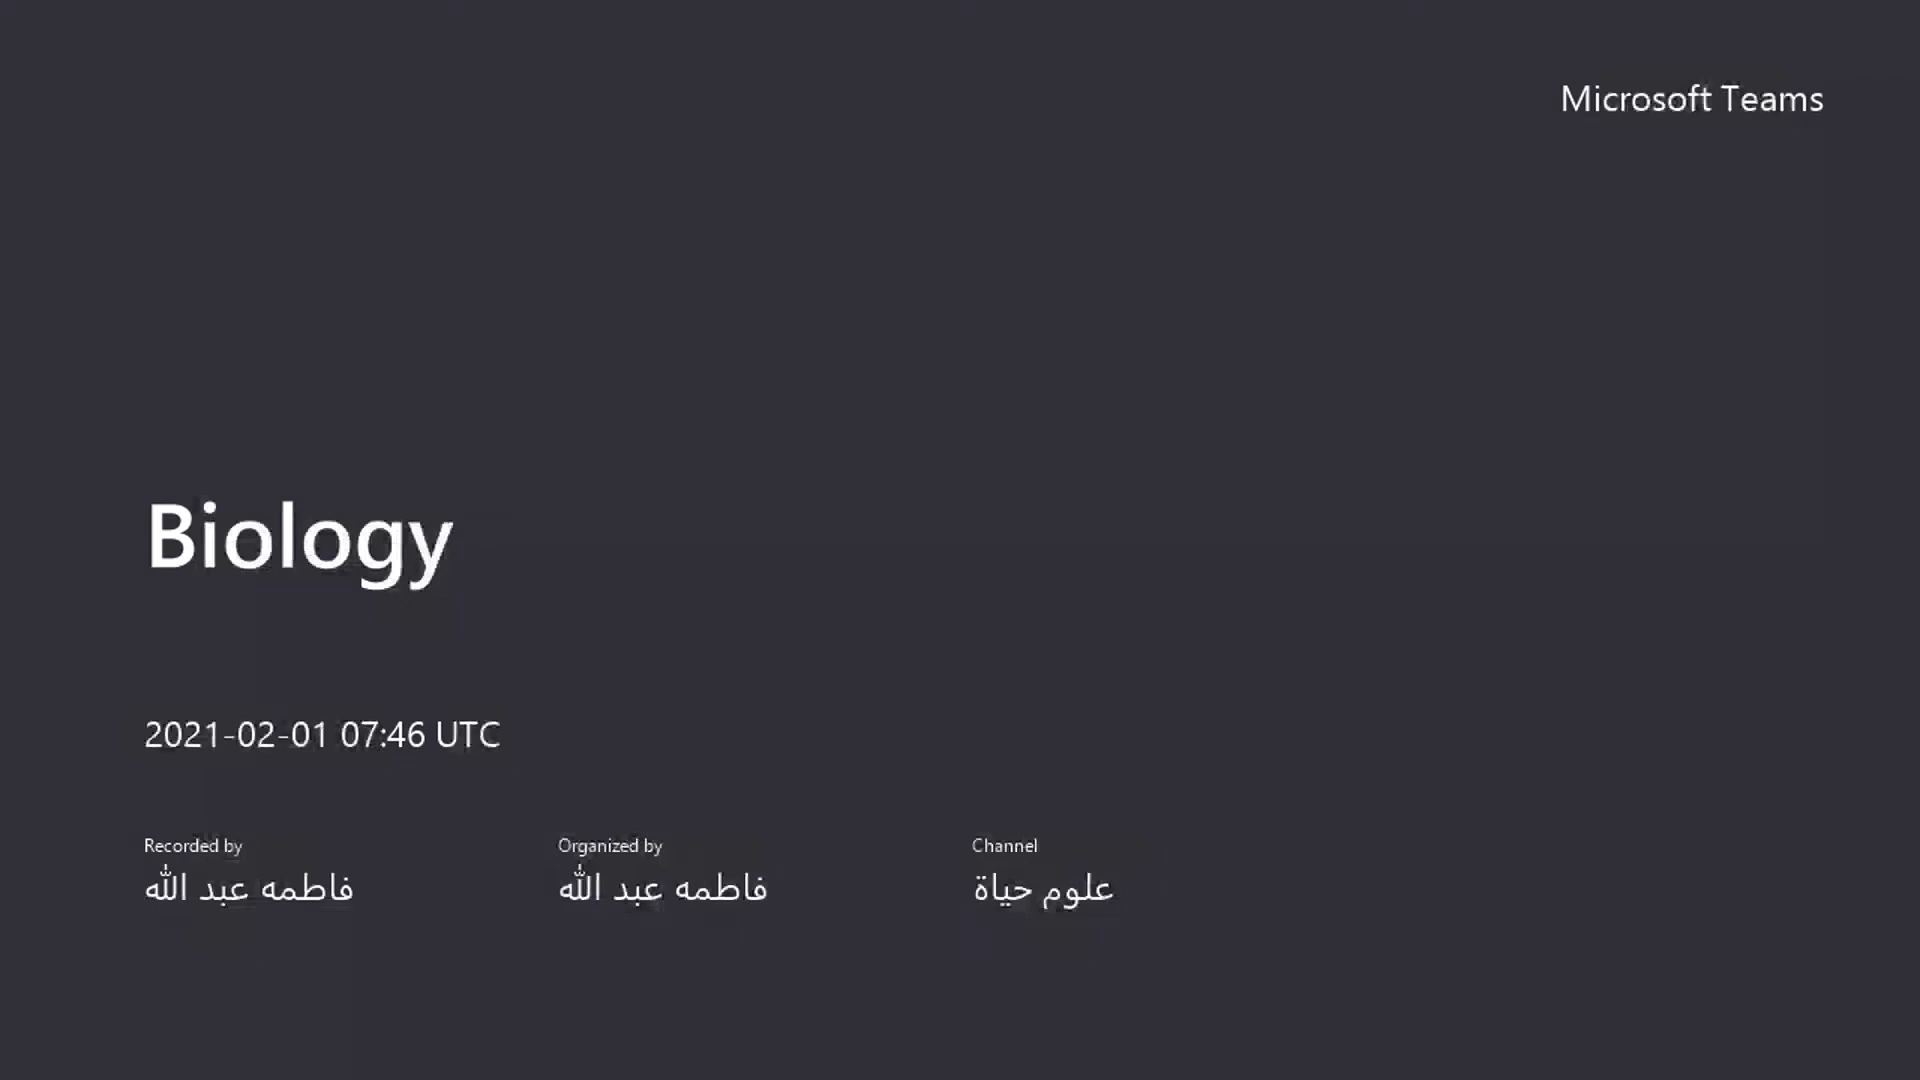 Microsoft Teams
Biology
2021-02-01 07:46 UTC
Recorded by
فاطمه عبد الله
Organized by
فاطمه عبد الله
Channel
علوم حياة